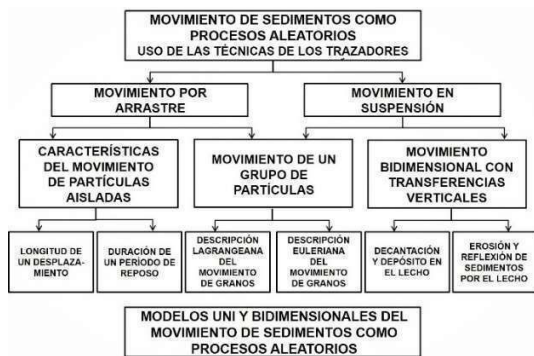 MOVIMIENTO DE SEDIMENTOS COMO
PROCESOS ALEATORIOS
USO DE LAS TÉCNICAS DE LOS TRAZADORES
MOVIMIENTO POR
ARRASTRE
MOVIMIENTO EN
SUSPENSIÓN
CARACTERÍSTICAS
DEL MOVIMIENTO
DE PARTÍCULAS
AISLADAS
MOVIMIENTO DE UN
GRUPO DE
PARTÍCULAS
MOVIMIENTO
BIDIMENSIONAL CON
TRANSFERENCIAS
VERTICALES
LONGITUD DE
UN DESPLAZA-
MIENTO
DURACIÓN DE
UN PERÍODO DE
REPOSO
DESCRIPCIÓN
LAGRANGEANA
DEL
MOVIMIENTO
DE GRANOS
DESCRIPCIÓN
EULERIANA
DEL
MOVIMIENTO
DE GRANOS
DECANTACIÓN
Y DEPÓSITO EN
EL LECHO
EROSIÓN Y
REFLEXIÓN DE
SEDIMENTOS
POR EL LECHO
MODELOS UNI Y BIDIMENSIONALES DEL
MOVIMIENTO DE SEDIMENTOS COMO
PROCESOS ALEATORIOS